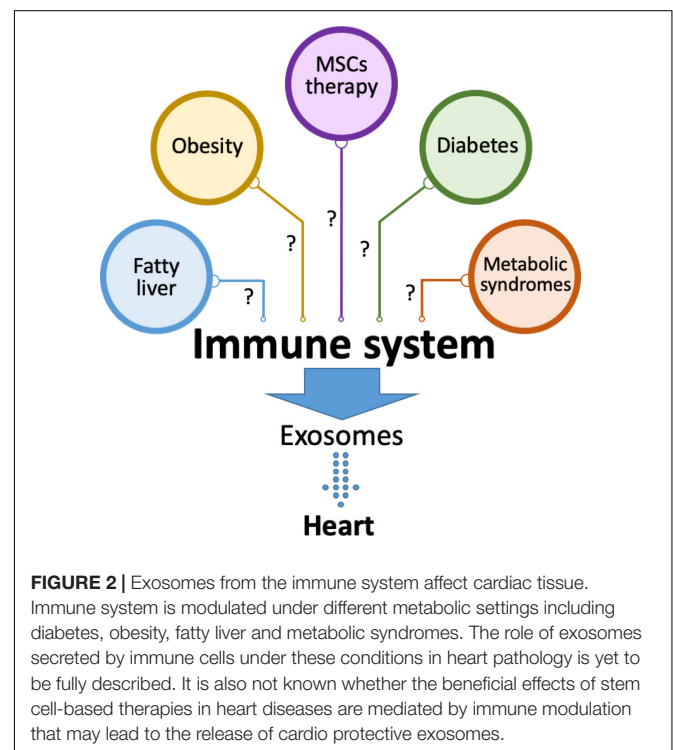 MSCs
therapy
Obesity
Diabetes
Fatty
liver
Metabolic
syndromes
?
?
?
?
?
Immune system
Exosomes
Heart
FIGURE 2 | Exosomes from the immune system affect cardiac tissue.
Immune system is modulated under different metabolic settings including
diabetes, obesity, fatty liver and metabolic syndromes. The role of exosomes
secreted by immune cells under these conditions in heart pathology is yet to
be fully described. It is also not known whether the beneficial effects of stem
cell-based therapies in heart diseases are mediated by immune modulation
that may lead to the release of cardio protective exosomes.